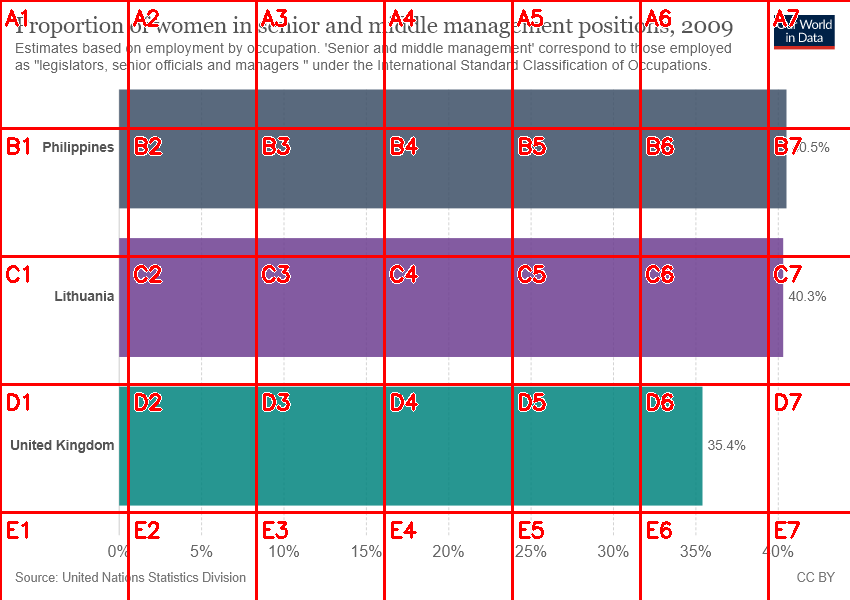 Proportion of women in senior and middle management positions, 2009
Our World
in Data
Estimates based on employment by occupation. 'Senior and middle management' correspond to those employed
as "legislators, senior officials and managers " under the International Standard Classification of Occupations.
A1 A2 A3 A4 A5 A6 A7
B1 B2 B3 B4 B5 B6 B7
Philippines 40.5%
C1 C2 C3 C4 C5 C6 C7
Lithuania 40.3%
D1 D2 D3 D4 D5 D6 D7
United Kingdom 35.4%
E1 E2 E3 E4 E5 E6 E7
0% 5% 10% 15% 20% 25% 30% 35% 40%
Source: United Nations Statistics Division CC BY